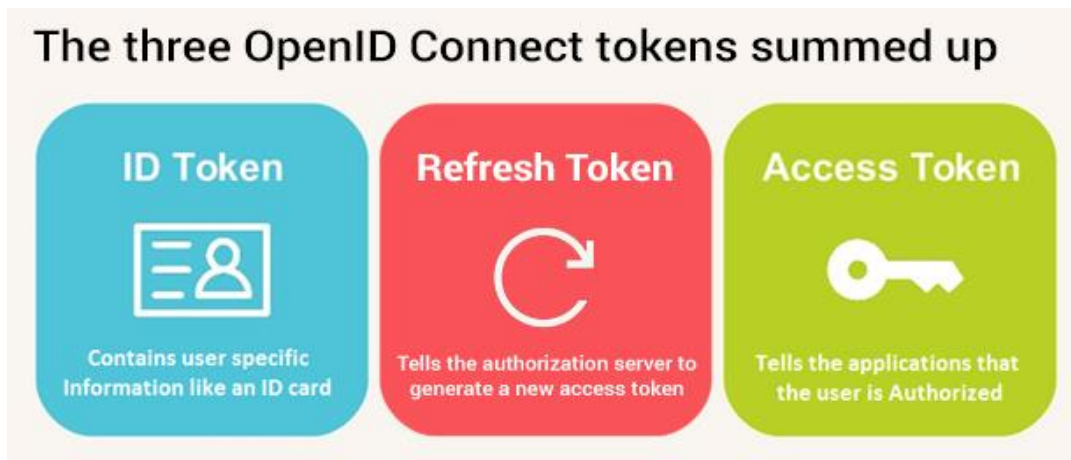 The three OpenID Connect tokens summed up
ID Token
Contains user specific
Information like an ID card
Refresh Token
Tells the authorization server to
generate a new access token
Access Token
Tells the applications that
the user is Authorized